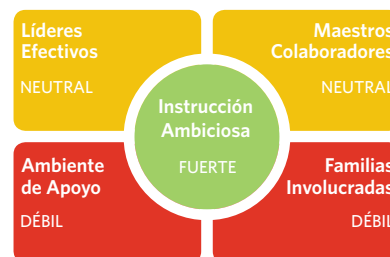 Líderes
Efectivos
NEUTRAL
Maestros
Colaboradores
NEUTRAL
Instrucción
Ambiciosa
FUERTE
Ambiente
de Apoyo
DÉBIL
Familias
Involucradas
DÉBIL